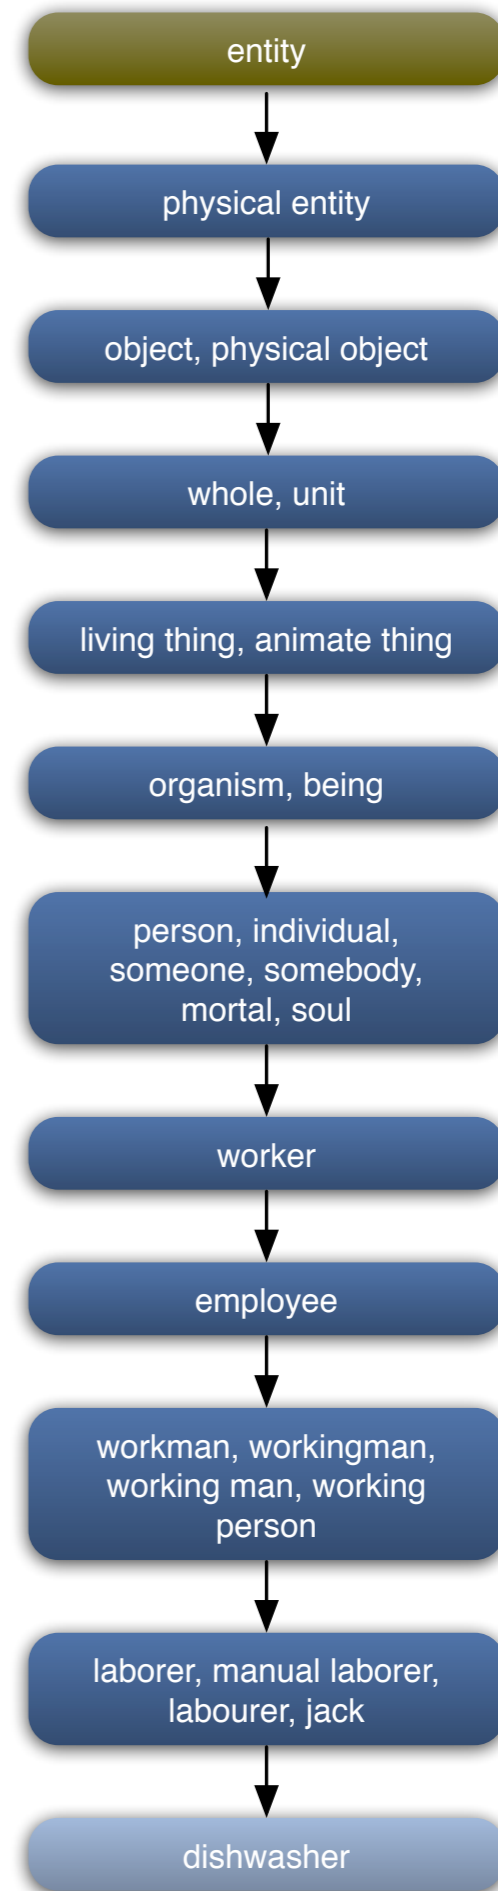 entity
physical entity
object, physical object
whole, unit
living thing, animate thing
organism, being
person, individual,
someone, somebody,
mortal, soul
worker
employee
workman, workingman,
working man, working
person
laborer, manual laborer,
labourer, jack
dishwasher